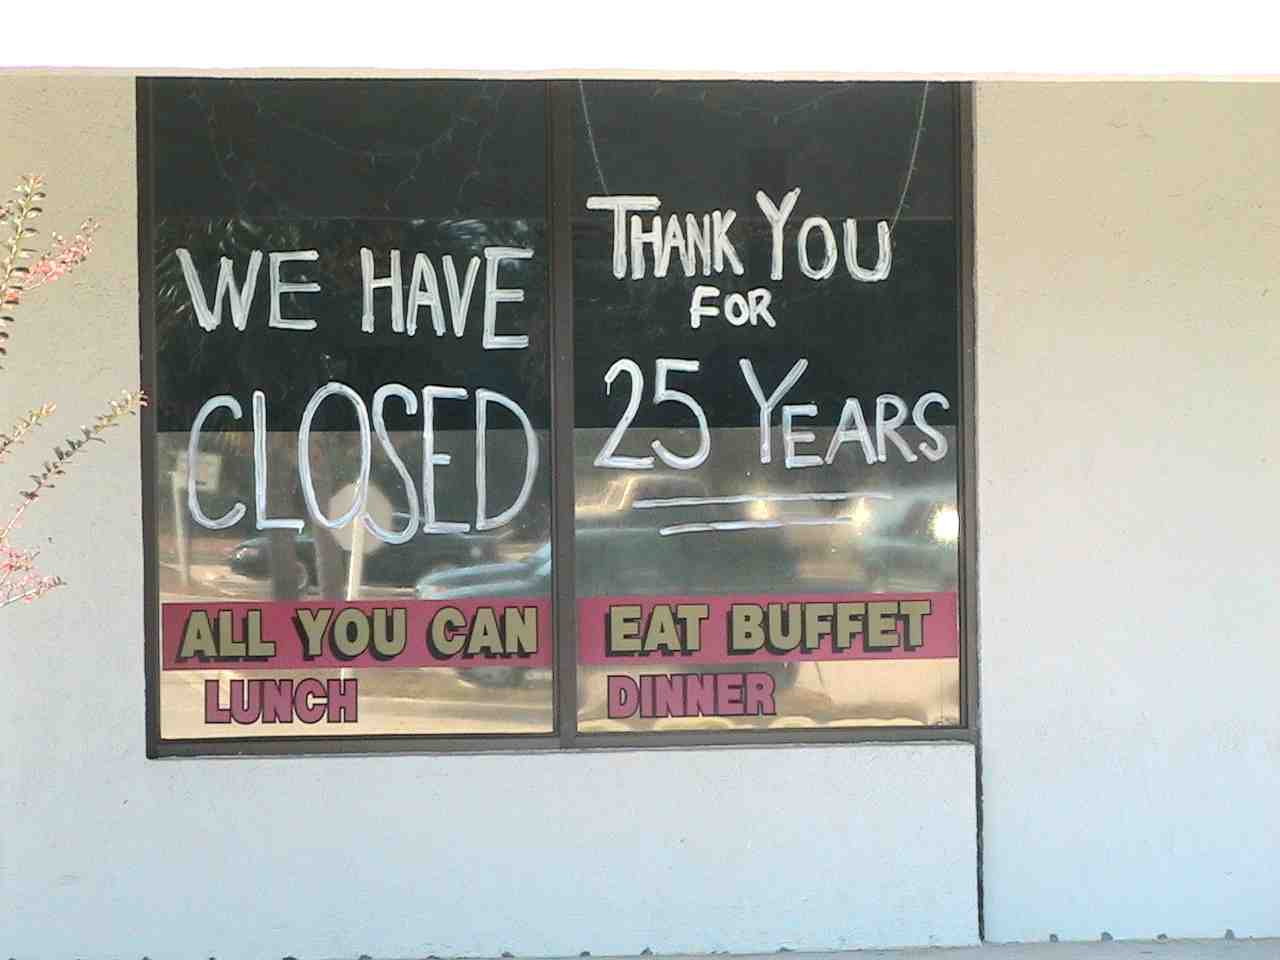 WE HAVE
CLOSED
THANK YOU
FOR
25 YEARS
ALL YOU CAN EAT BUFFET
LUNCH DINNER